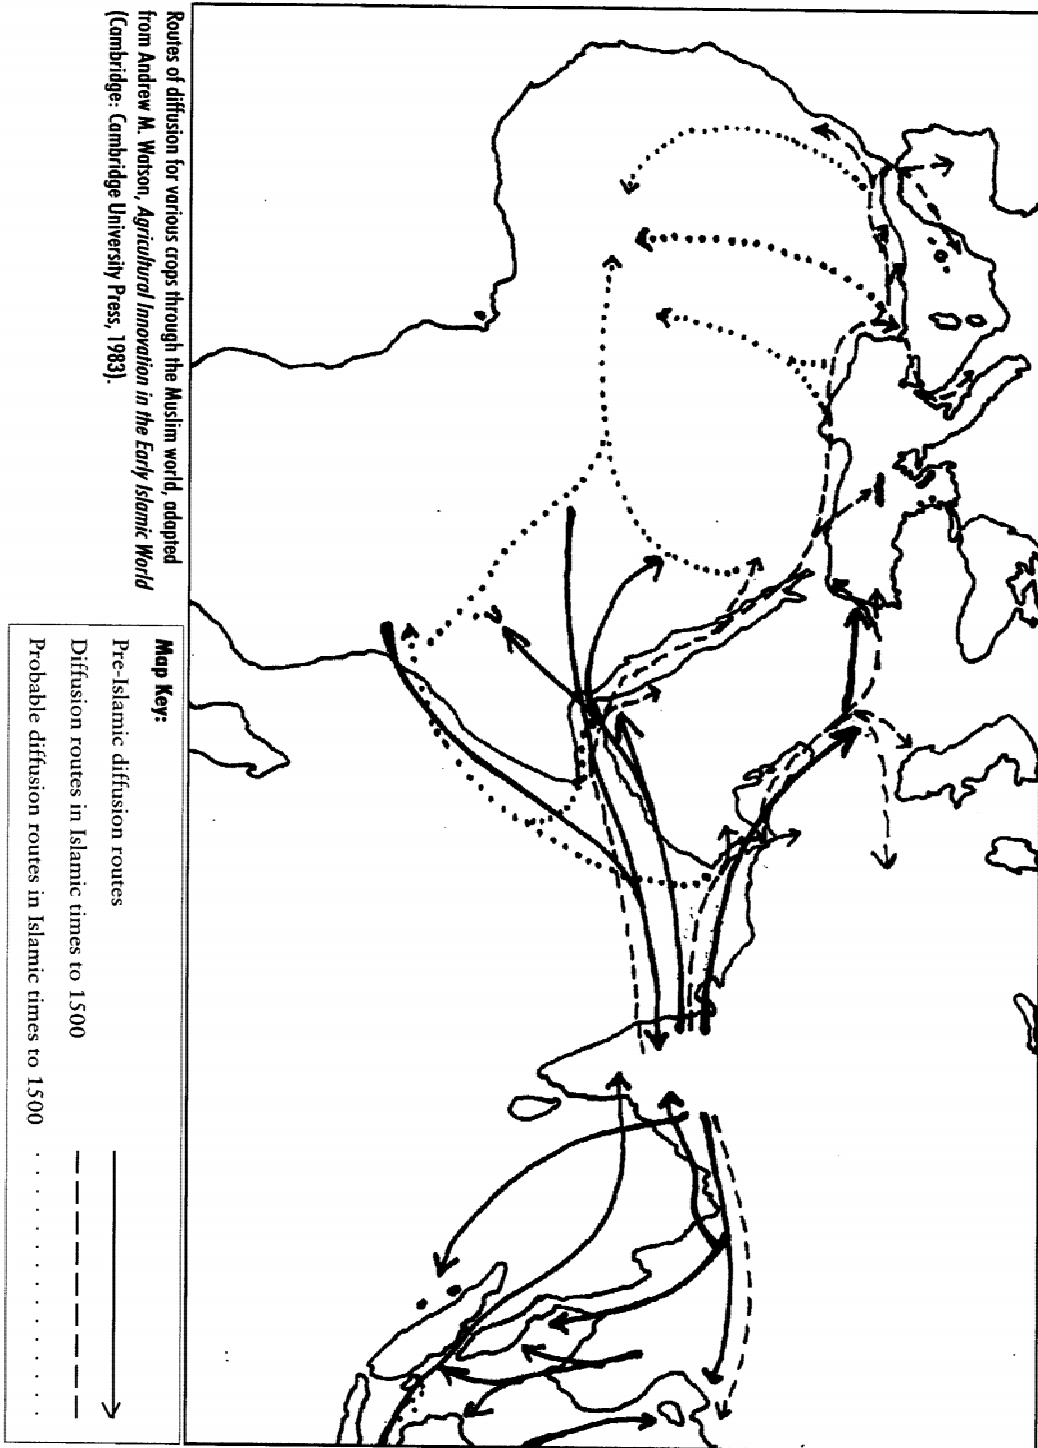 Routes of diffusion for various crops through the Muslim world, adapted
from Andrew M. Watson, Agricultural Innovation in the Early Islamic World
(Cambridge: Cambridge University Press, 1983).
Map Key:
Pre-Islamic diffusion routes
Diffusion routes in Islamic times to 1500
Probable diffusion routes in Islamic times to 1500